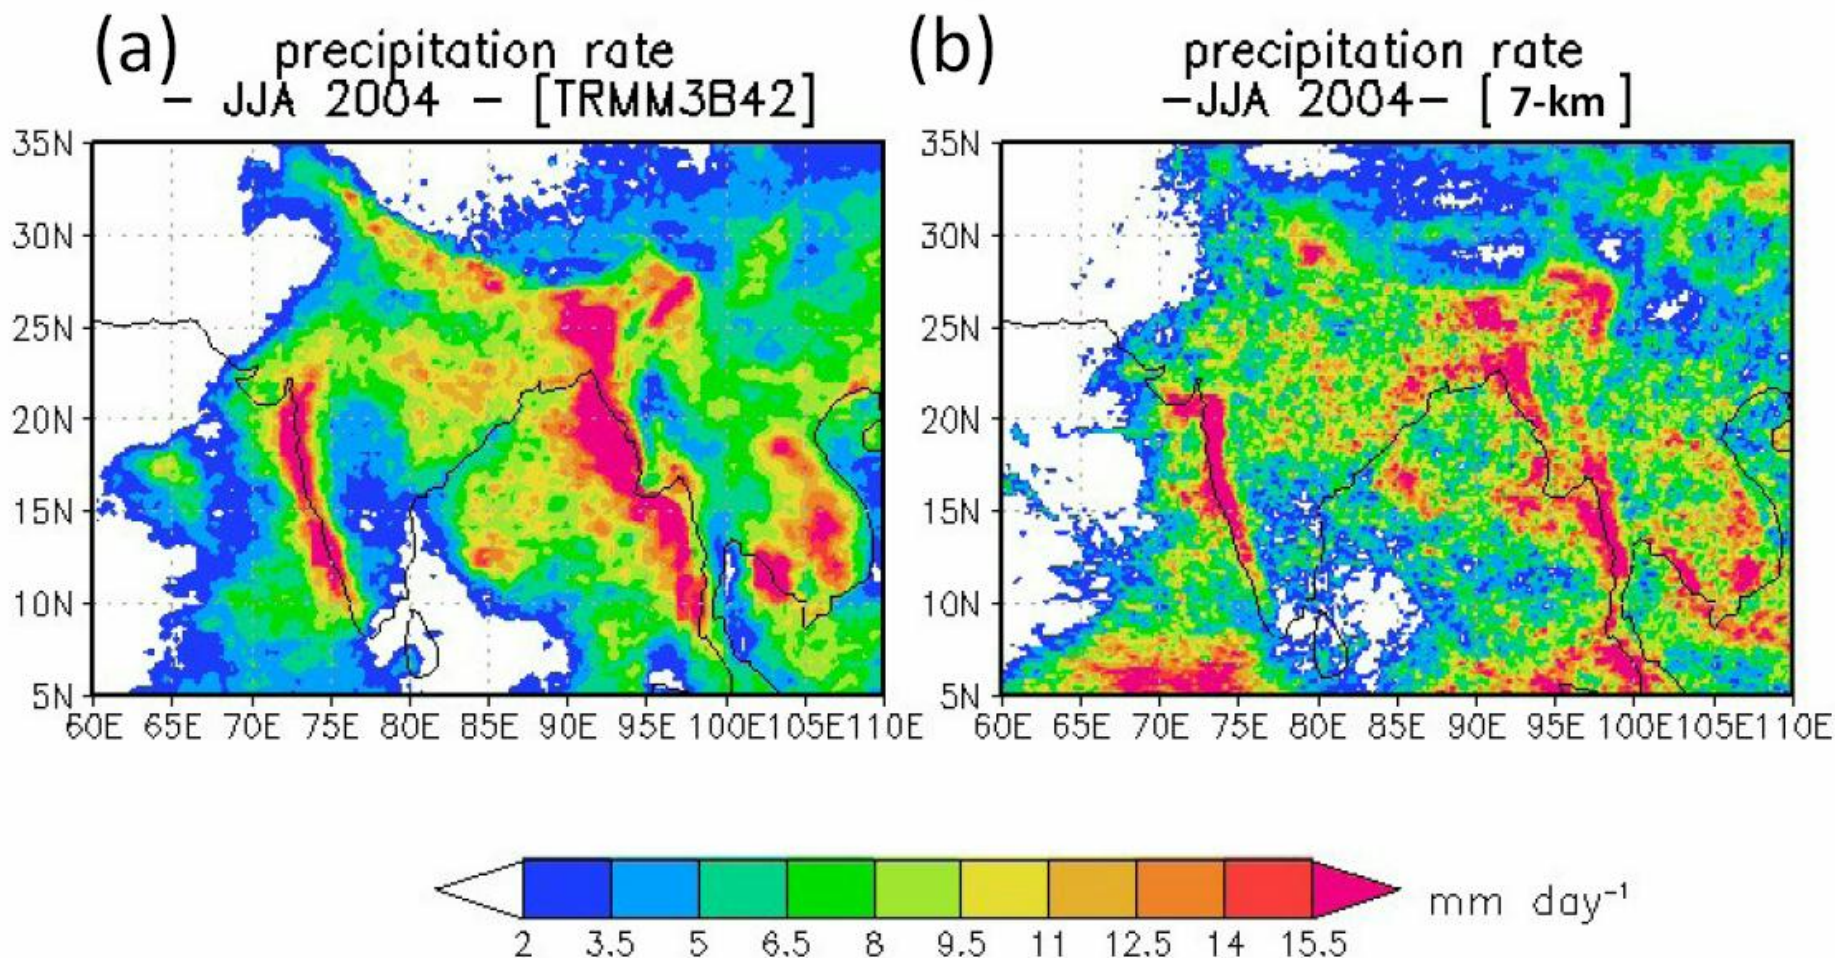 (a) precipitation rate
– JJA 2004 – [TRMM3B42]
35N
30N
25N
20N
15N
10N
5N
60E 65E 70E 75E 80E 85E 90E 95E 100E 105E 110E
(b) precipitation rate
–JJA 2004– [ 7-km ]
35N
30N
25N
20N
15N
10N
5N
60E 65E 70E 75E 80E 85E 90E 95E 100E 105E 110E
2 3.5 5 6.5 8 9.5 11 12.5 14 15.5
mm day⁻¹